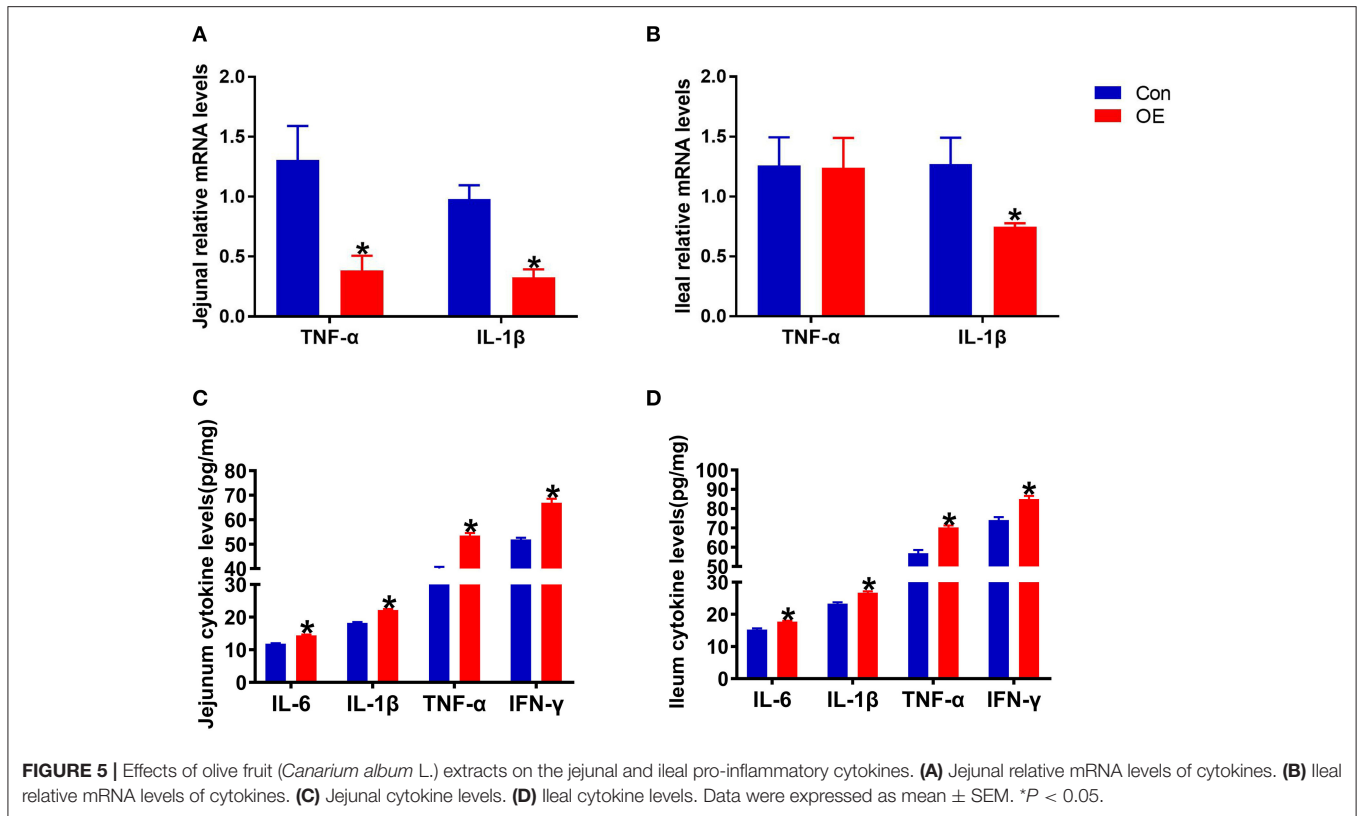 A
Jejunal relative mRNA levels
2.0
1.5
1.0
0.5
0.0
*
*
TNF-α IL-1β
B
Ileal relative mRNA levels
2.0
1.5
1.0
0.5
0.0
*
TNF-α IL-1β
Con
OE
C
Jejunum cytokine levels(pg/mg)
80
70
60
50
40
30
20
10
0
*
*
*
*
IL-6 IL-1β TNF-α IFN-γ
D
Ileum cytokine levels(pg/mg)
100
90
80
70
60
50
30
20
10
0
*
*
*
*
IL-6 IL-1β TNF-α IFN-γ
FIGURE 5 | Effects of olive fruit (Canarium album L.) extracts on the jejunal and ileal pro-inflammatory cytokines. (A) Jejunal relative mRNA levels of cytokines. (B) Ileal
relative mRNA levels of cytokines. (C) Jejunal cytokine levels. (D) Ileal cytokine levels. Data were expressed as mean ± SEM. *P < 0.05.